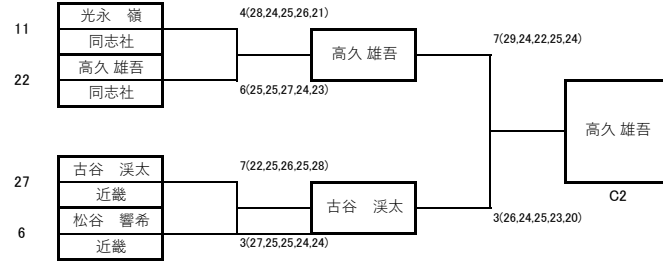 光永　嶺
4(28,24,25,26,21)
11
同志社
高久 雄吾
7(29,24,22,25,24)
高久 雄吾
22
同志社
6(25,25,27,24,23)
高久 雄吾
古谷　渓太
7(22,25,26,25,28)
27
近畿
C2
古谷　渓太
松谷　響希
3(26,24,25,23,20)
6
近畿
3(27,25,25,24,24)